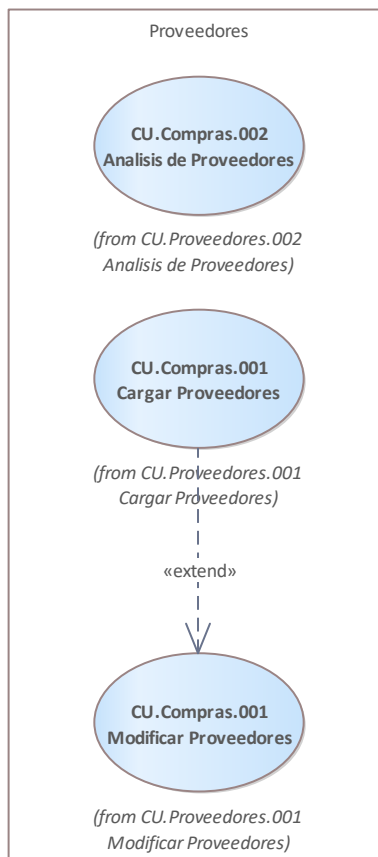 Proveedores
CU.Compras.002
Analisis de Proveedores
(from CU.Proveedores.002
Analisis de Proveedores)
CU.Compras.001
Cargar Proveedores
(from CU.Proveedores.001
Cargar Proveedores)
«extend»
CU.Compras.001
Modificar Proveedores
(from CU.Proveedores.001
Modificar Proveedores)